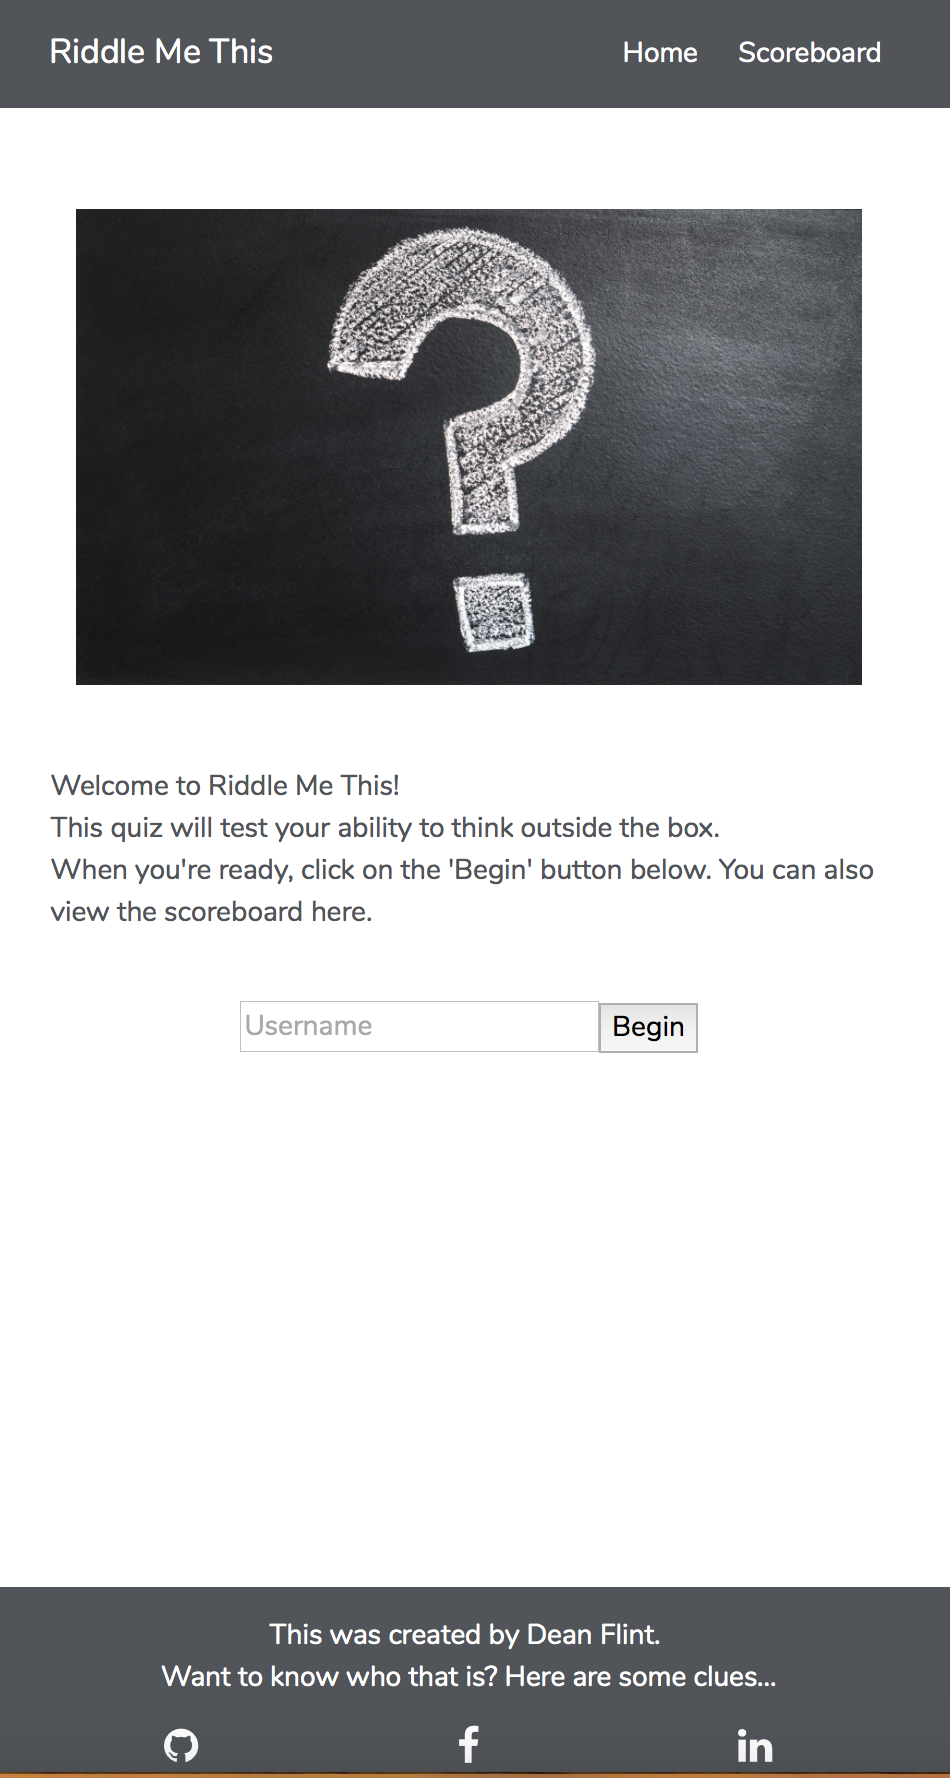 Riddle Me This
Home
Scoreboard
Welcome to Riddle Me This!
This quiz will test your ability to think outside the box.
When you're ready, click on the 'Begin' button below. You can also
view the scoreboard here.
Username
Begin
This was created by Dean Flint.
Want to know who that is? Here are some clues...